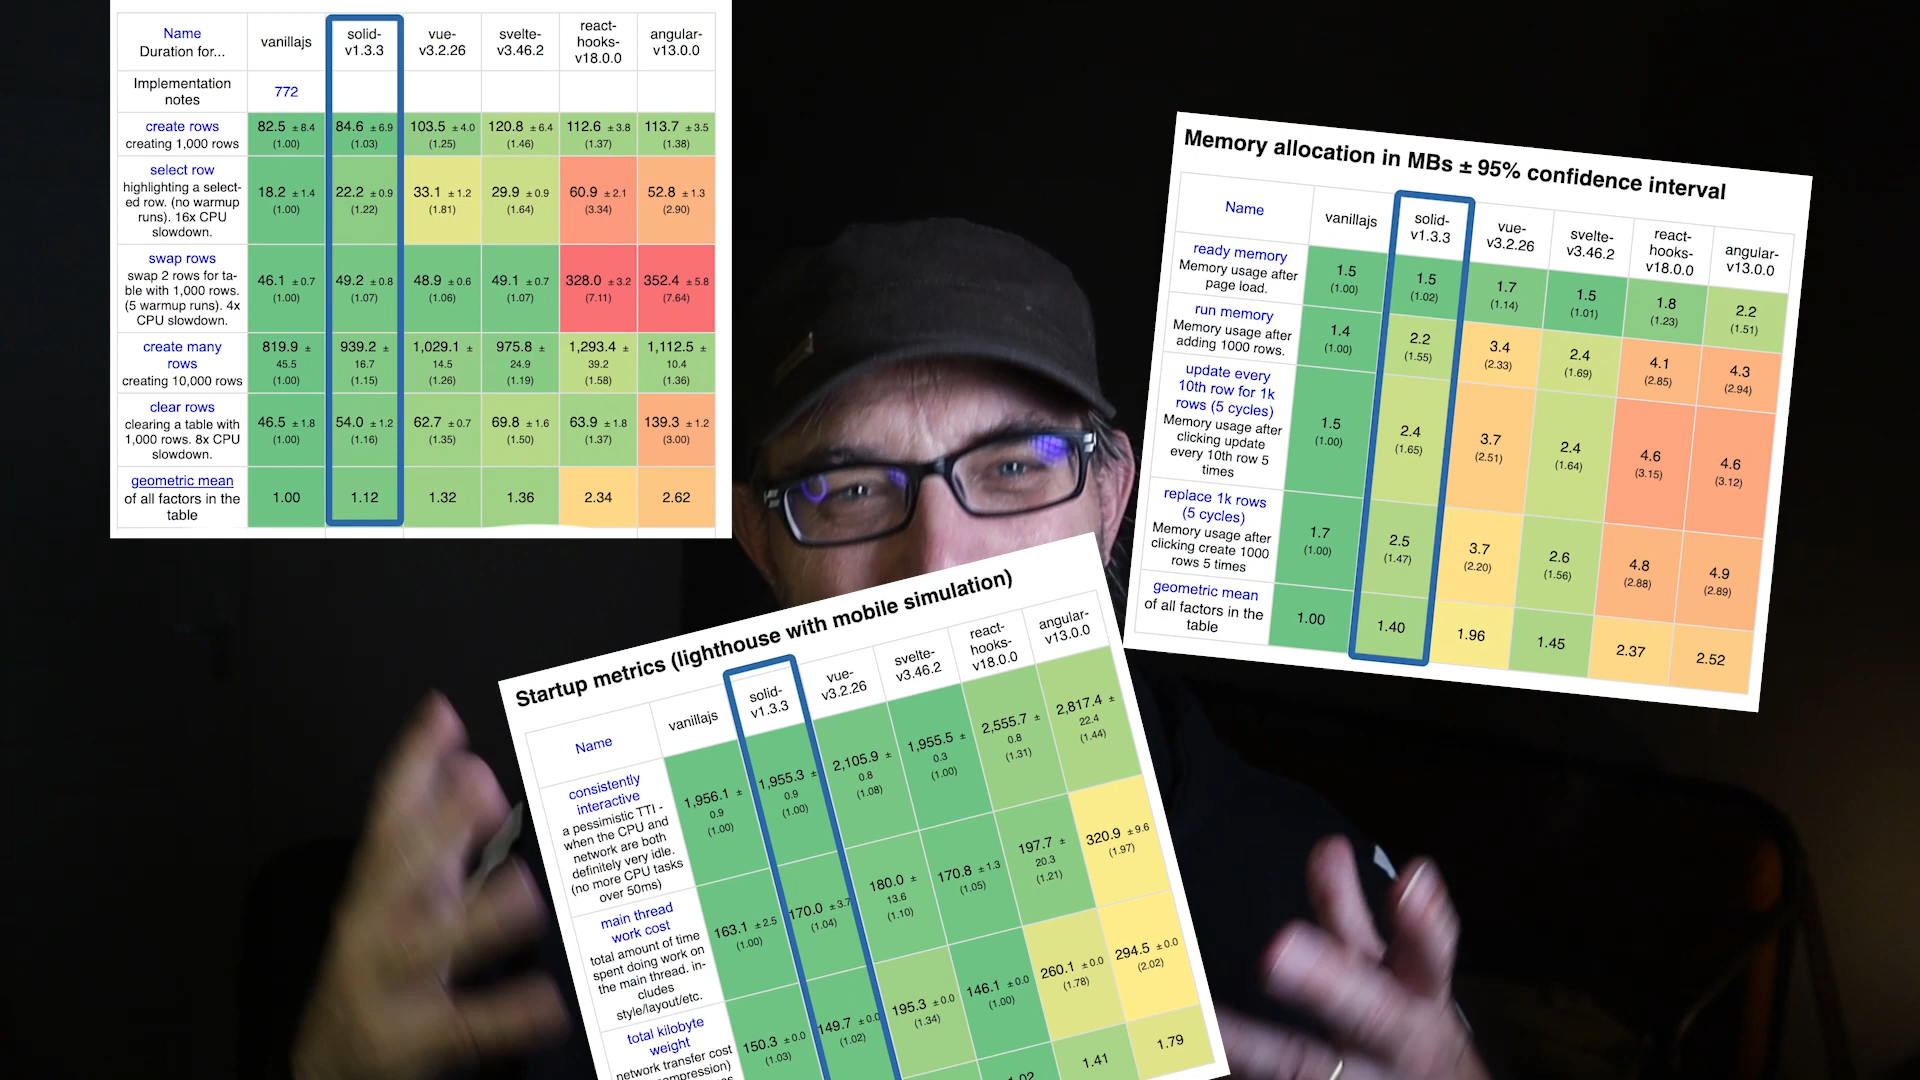 Name
Duration for...
vanillajs
solid-
v1.3.3
vue-
v3.2.26
svelte-
v3.46.2
react-
hooks-
v18.0.0
angular-
v13.0.0
Implementation
notes
772
create rows
creating 1,000 rows
82.5 ± 8.4
(1.00)
84.6 ± 6.9
(1.03)
103.5 ± 4.0
(1.25)
120.8 ± 6.4
(1.46)
112.6 ± 3.8
(1.37)
113.7 ± 3.5
(1.38)
select row
highlighting a select-
ed row. (no warmup
runs). 16x CPU
slowdown.
18.2 ± 1.4
(1.00)
22.2 ± 0.9
(1.22)
33.1 ± 1.2
(1.81)
29.9 ± 0.9
(1.64)
60.9 ± 2.1
(3.34)
52.8 ± 1.3
(2.90)
swap rows
swap 2 rows for ta-
ble with 1,000 rows.
(5 warmup runs). 4x
CPU slowdown.
46.1 ± 0.7
(1.00)
49.2 ± 0.8
(1.07)
48.9 ± 0.6
(1.06)
49.1 ± 0.7
(1.07)
328.0 ± 3.2
(7.11)
352.4 ± 5.8
(7.64)
create many
rows
creating 10,000 rows
819.9 ±
45.5
(1.00)
939.2 ±
16.7
(1.15)
1,029.1 ±
14.5
(1.26)
975.8 ±
24.9
(1.19)
1,293.4 ±
39.2
(1.58)
1,112.5 ±
10.4
(1.36)
clear rows
clearing a table with
1,000 rows. 8x CPU
slowdown.
46.5 ± 1.8
(1.00)
54.0 ± 1.2
(1.16)
62.7 ± 0.7
(1.35)
69.8 ± 1.6
(1.50)
63.9 ± 1.8
(1.37)
139.3 ± 1.2
(3.00)
geometric mean
of all factors in the
table
1.00
1.12
1.32
1.36
2.34
2.62
Memory allocation in MBs ± 95% confidence interval
Name
vanillajs
solid-
v1.3.3
vue-
v3.2.26
svelte-
v3.46.2
react-
hooks-
v18.0.0
angular-
v13.0.0
ready memory
Memory usage after
page load.
1.5
(1.00)
1.5
(1.02)
1.7
(1.14)
1.5
(1.01)
1.8
(1.23)
2.2
(1.51)
run memory
Memory usage after
adding 1000 rows.
1.4
(1.00)
2.2
(1.55)
3.4
(2.33)
2.4
(1.69)
4.1
(2.85)
4.3
(2.94)
update every
10th row for 1k
rows (5 cycles)
Memory usage after
clicking update
every 10th row 5
times
1.5
(1.00)
2.4
(1.65)
3.7
(2.51)
2.4
(1.64)
4.6
(3.15)
4.6
(3.12)
replace 1k rows
(5 cycles)
Memory usage after
clicking create 1000
rows 5 times
1.7
(1.00)
2.5
(1.47)
3.7
(2.20)
2.6
(1.56)
4.8
(2.88)
4.9
(2.89)
geometric mean
of all factors in the
table
1.00
1.40
1.96
1.45
2.37
2.52
Startup metrics (lighthouse with mobile simulation)
Name
vanillajs
solid-
v1.3.3
vue-
v3.2.26
svelte-
v3.46.2
react-
hooks-
v18.0.0
angular-
v13.0.0
consistently
interactive
a pessimistic TTI -
when the CPU and
network are both
definitely very idle.
(no more CPU tasks
over 50ms)
1,956.1 ±
0.9
(1.00)
1,955.3 ±
0.9
(1.00)
2,105.9 ±
0.8
(1.08)
1,955.5 ±
0.3
(1.00)
2,555.7 ±
0.8
(1.31)
2,817.4 ±
22.4
(1.44)
main thread
work cost
total amount of time
spent doing work on
the main thread. in-
cludes
style/layout/etc.
163.1 ± 2.5
(1.00)
170.0 ± 3.7
(1.04)
180.0 ±
13.6
(1.10)
170.8 ± 1.3
(1.05)
197.7 ±
20.3
(1.21)
320.9 ± 9.6
(1.97)
total kilobyte
weight
network transfer cost
mpression)
150.3 ± 0.0
(1.03)
149.7 ± 0.0
(1.02)
195.3 ± 0.0
(1.34)
146.1 ± 0.0
(1.00)
260.1 ± 0.0
(1.78)
294.5 ± 0.0
(2.02)
1.41
1.79